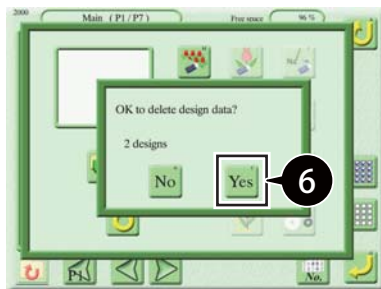 2000 Main (P1/P7) Free space 96 %
OK to delete design data?
2 designs
No Yes 6
P1 No.